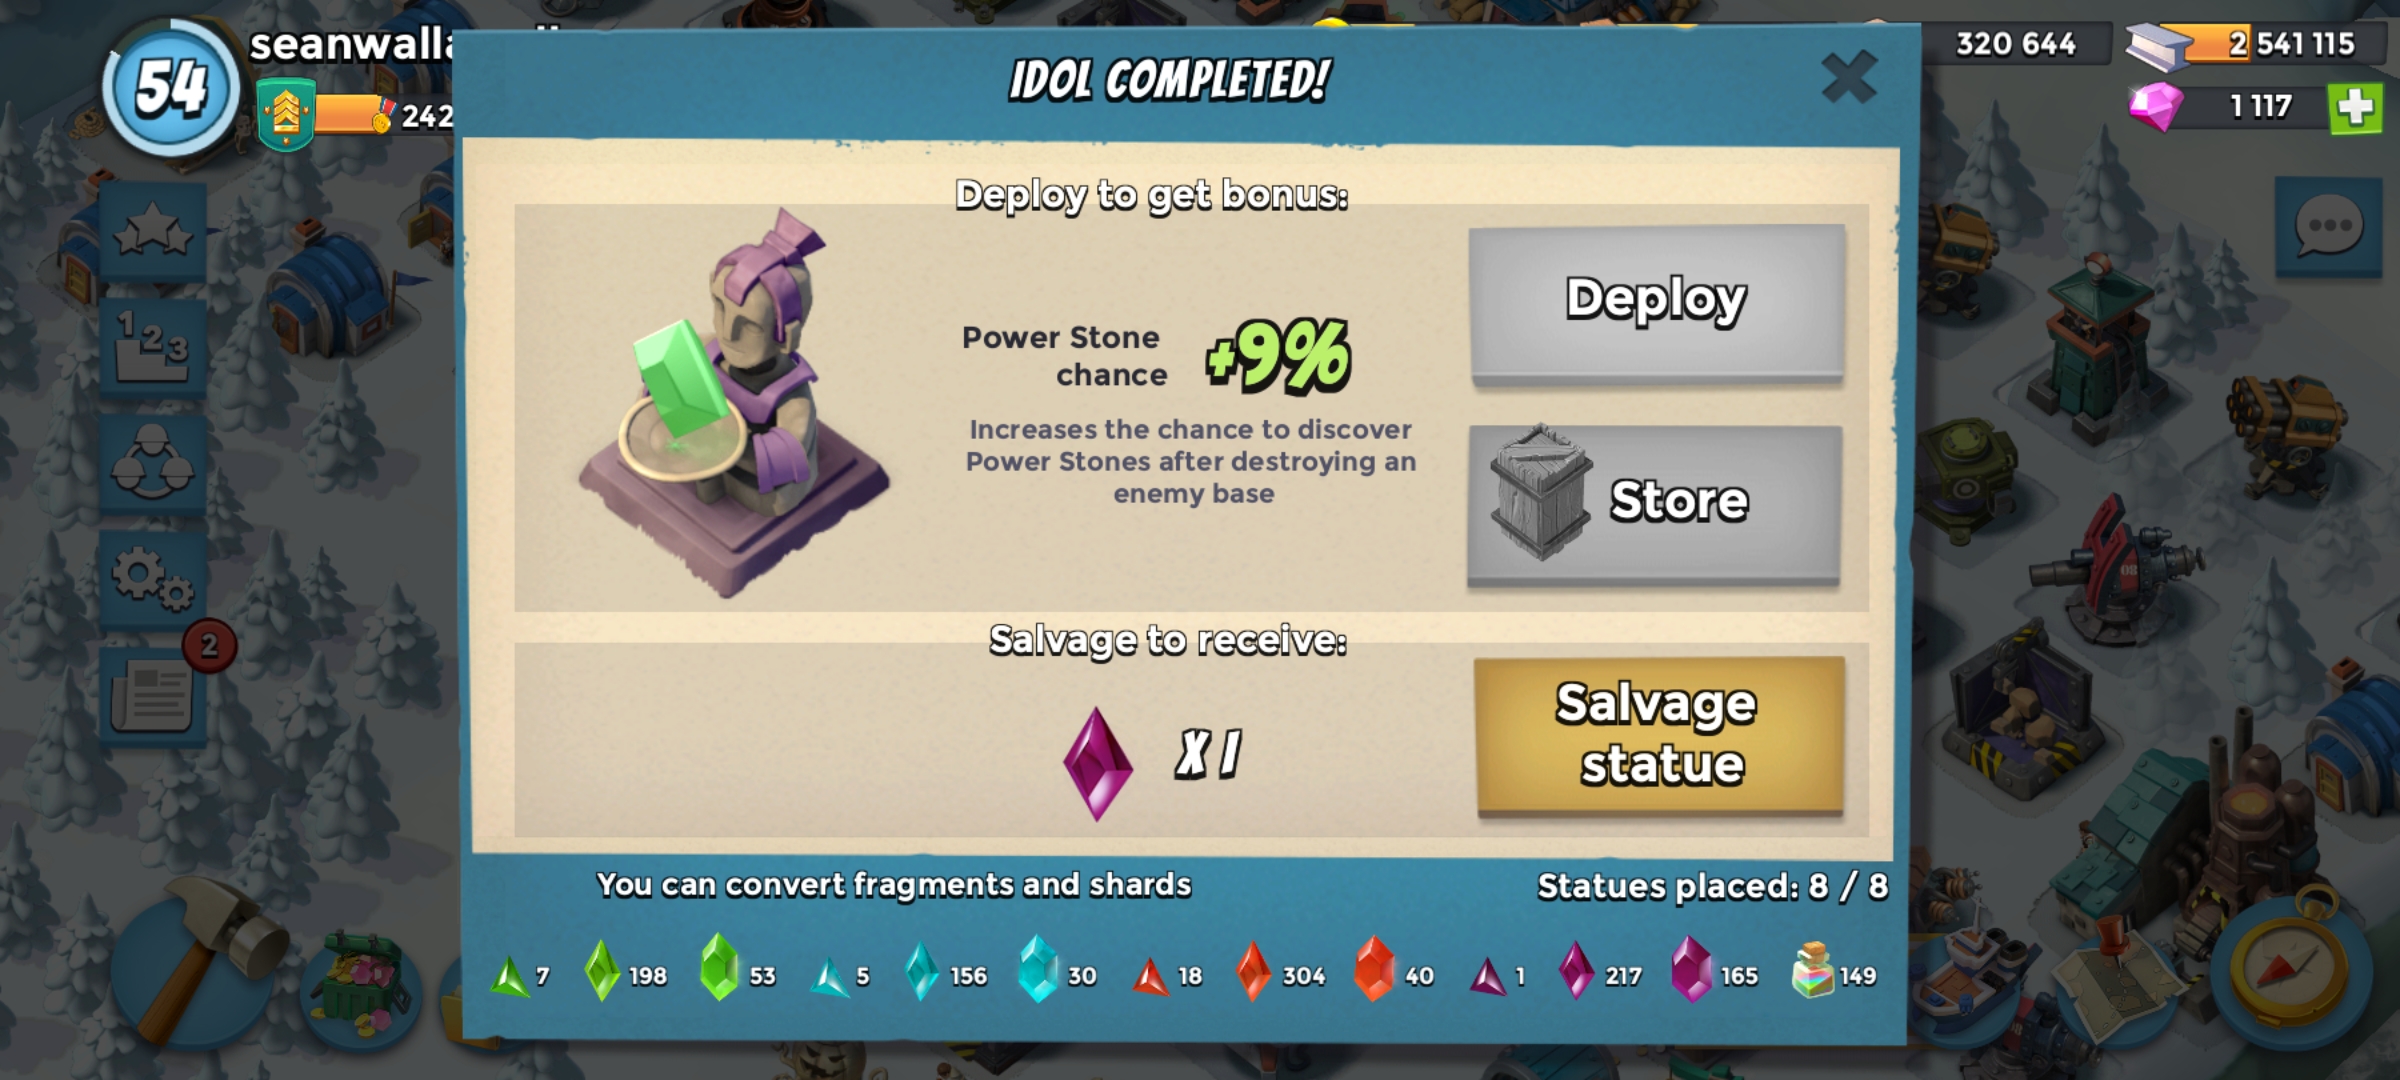 54
IDOL COMPLETED!
320 644
2 541 115
242
1 117
Deploy to get bonus:
Deploy
Power Stone
chance
+9%
Increases the chance to discover
Power Stones after destroying an
enemy base
Store
123
2
Salvage to receive:
X 1
Salvage
statue
You can convert fragments and shards
Statues placed: 8 / 8
7
198
53
5
156
30
18
304
40
1
217
165
149
08